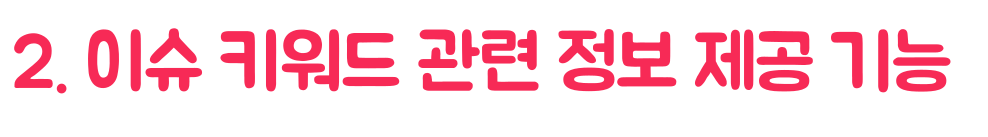 2. 이슈 키워드 관련 정보 제공 기능